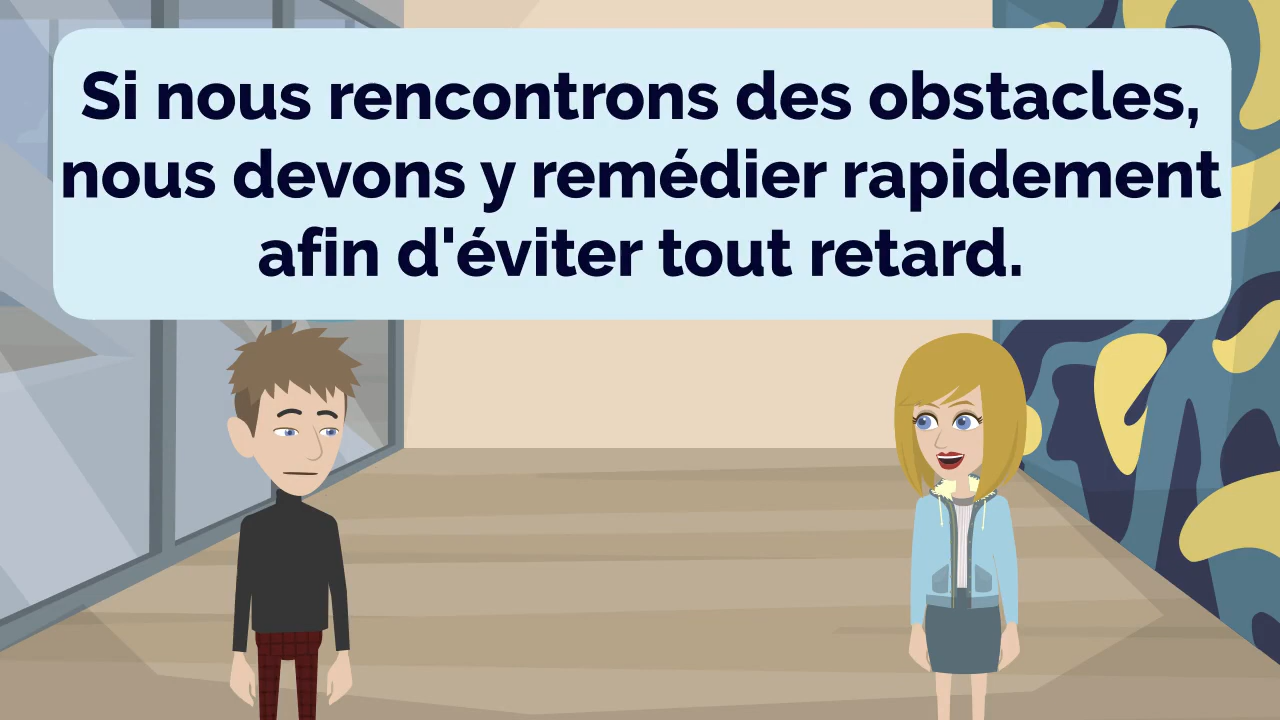 Si nous rencontrons des obstacles,
nous devons y remédier rapidement
afin d'éviter tout retard.